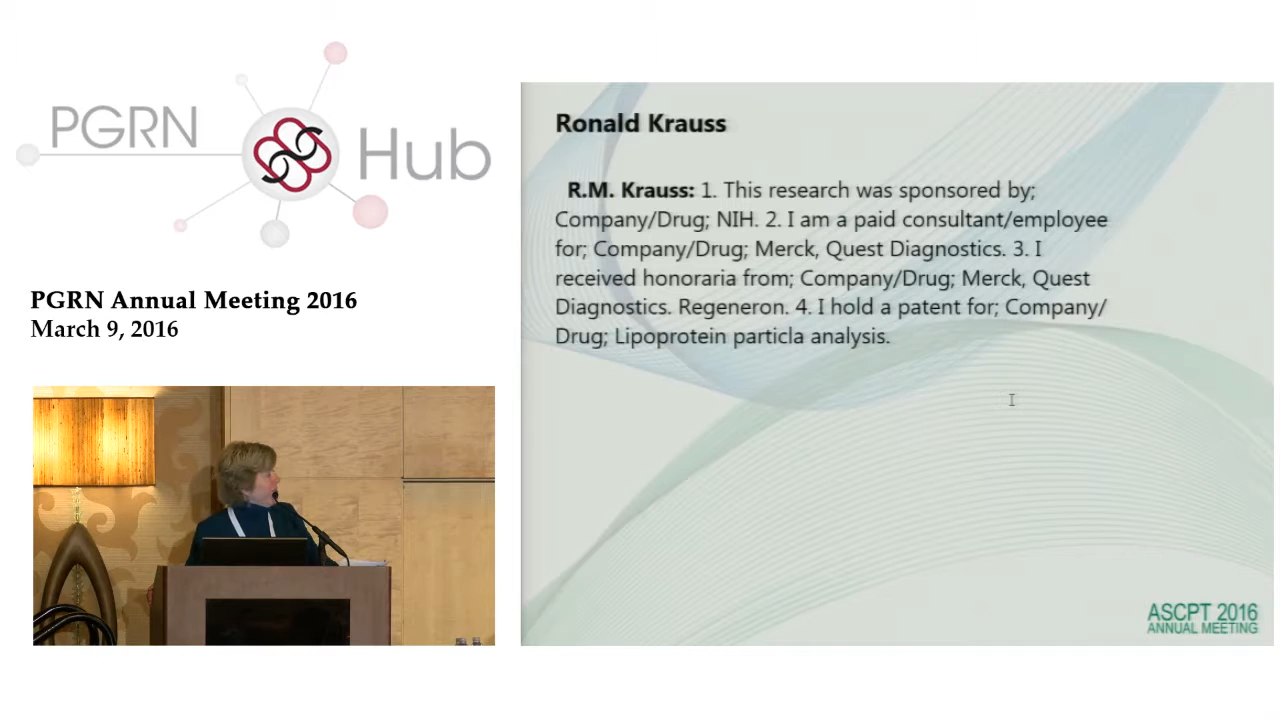 PGRN
Hub
PGRN Annual Meeting 2016
March 9, 2016
Ronald Krauss
R.M. Krauss: 1. This research was sponsored by;
Company/Drug; NIH. 2. I am a paid consultant/employee
for; Company/Drug; Merck, Quest Diagnostics. 3. I
received honoraria from; Company/Drug; Merck, Quest
Diagnostics. Regeneron. 4. I hold a patent for; Company/
Drug; Lipoprotein particla analysis.
ASCPT 2016
ANNUAL MEETING